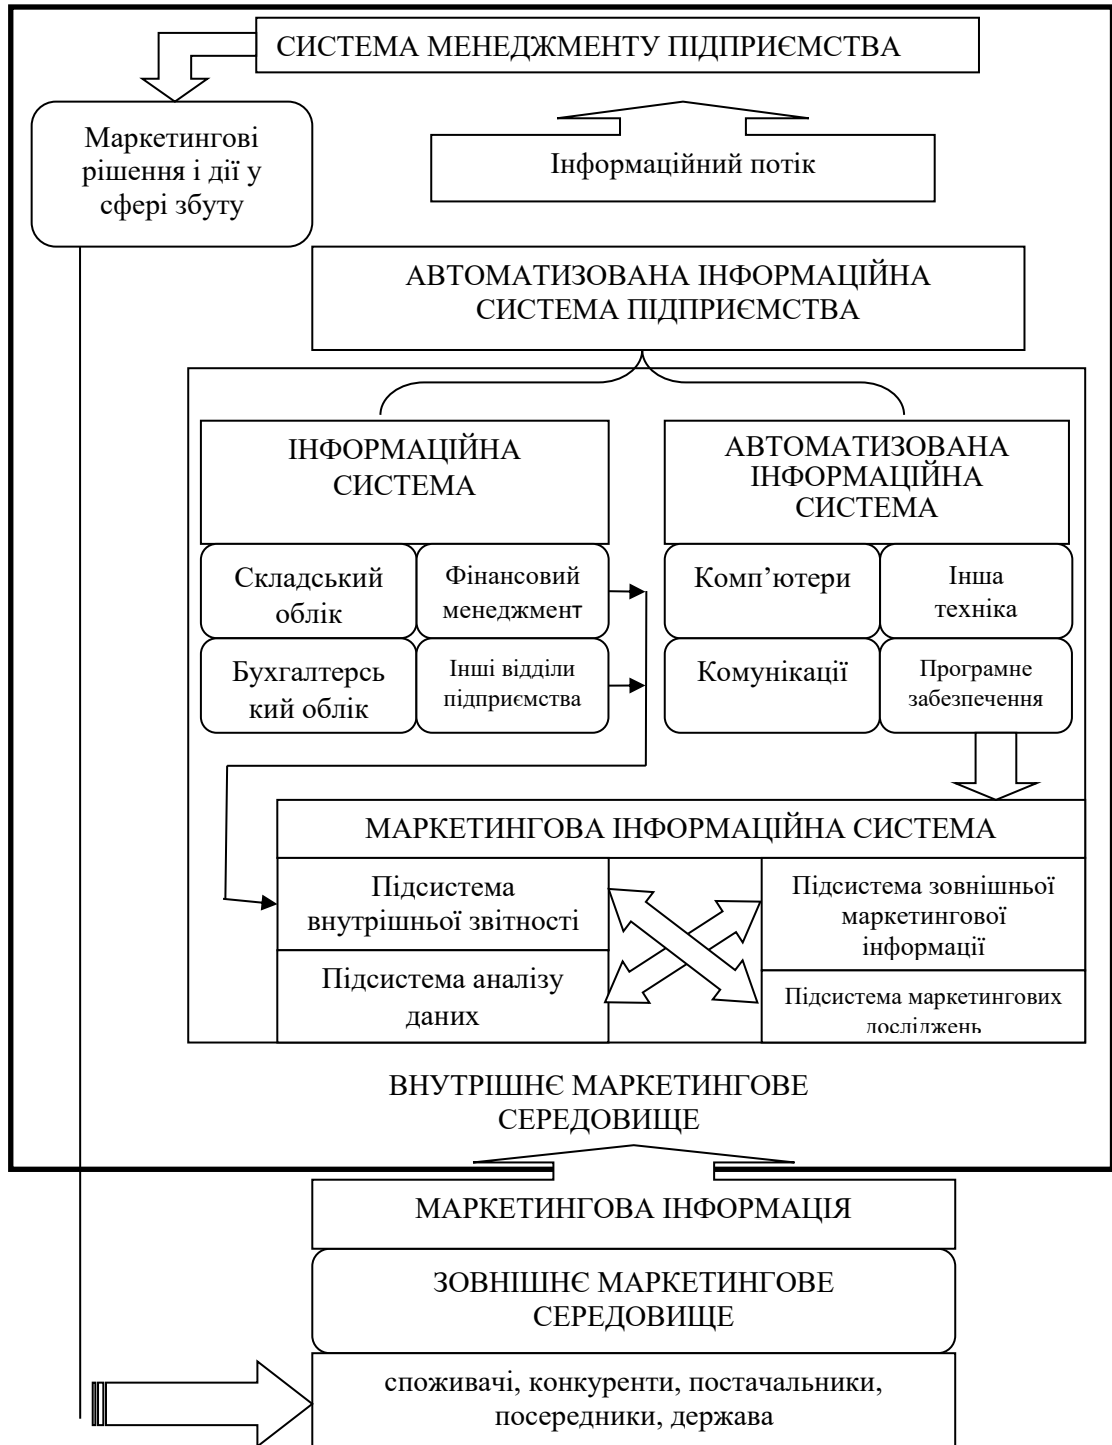 СИСТЕМА МЕНЕДЖМЕНТУ ПІДПРИЄМСТВА
Маркетингові
рішення і дії у
сфері збуту
Інформаційний потік
АВТОМАТИЗОВАНА ІНФОРМАЦІЙНА
СИСТЕМА ПІДПРИЄМСТВА
ІНФОРМАЦІЙНА
СИСТЕМА
АВТОМАТИЗОВАНА
ІНФОРМАЦІЙНА
СИСТЕМА
Складський
облік
Фінансовий
менеджмент
Комп’ютери
Інша
техніка
Бухгалтерсь
кий облік
Інші відділи
підприємства
Комунікації
Програмне
забезпечення
МАРКЕТИНГОВА ІНФОРМАЦІЙНА СИСТЕМА
Підсистема
внутрішньої звітності
Підсистема зовнішньої
маркетингової
інформації
Підсистема аналізу
даних
Підсистема маркетингових
досліджень
ВНУТРІШНЄ МАРКЕТИНГОВЕ
СЕРЕДОВИЩЕ
МАРКЕТИНГОВА ІНФОРМАЦІЯ
ЗОВНІШНЄ МАРКЕТИНГОВЕ
СЕРЕДОВИЩЕ
споживачі, конкуренти, постачальники,
посередники, держава